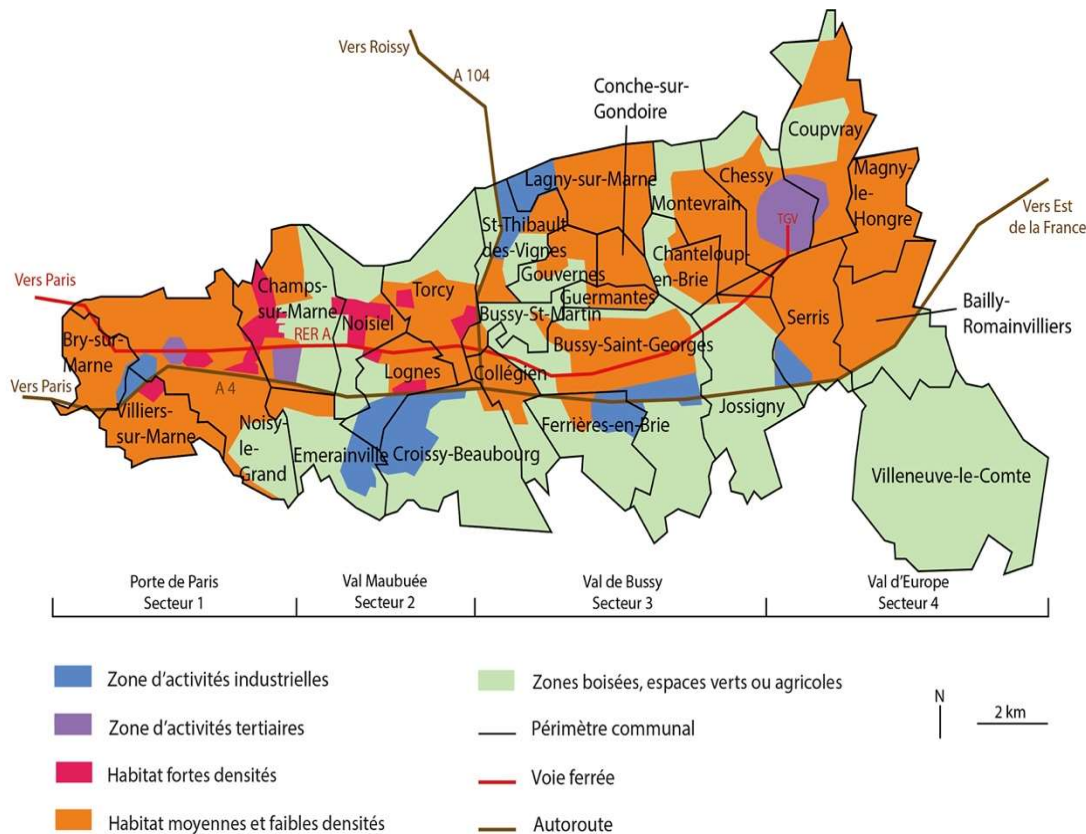 Vers Roissy
A 104
Conche-sur-
Gondoire
Coupvray
Lagny-sur-Marne
Chessy
Magny-
le-
Hongre
Montevrain
Vers Est
de la France
St-Thibault
des-Vignes
TGV
Chanteloup-
en-Brie
Gouvernes
Vers Paris
Champs-
sur-Marne
Torcy
Guermantes
Bailly-
Romainvilliers
Noisiel
Bussy-St-Martin
Serris
RER A
Bry-sur-
Marne
Bussy-Saint-Georges
Lognes
Collégien
Vers Paris
A 4
Villiers-
sur-Marne
Noisy-
le-
Grand
Jossigny
Ferrières-en-Brie
Emerainville
Croissy-Beaubourg
Villeneuve-le-Comte
Porte de Paris
Secteur 1
Val Maubuée
Secteur 2
Val de Bussy
Secteur 3
Val d'Europe
Secteur 4
Zone d'activités industrielles
Zone d'activités tertiaires
Habitat fortes densités
Habitat moyennes et faibles densités
Zones boisées, espaces verts ou agricoles
Périmètre communal
Voie ferrée
Autoroute
N
2 km